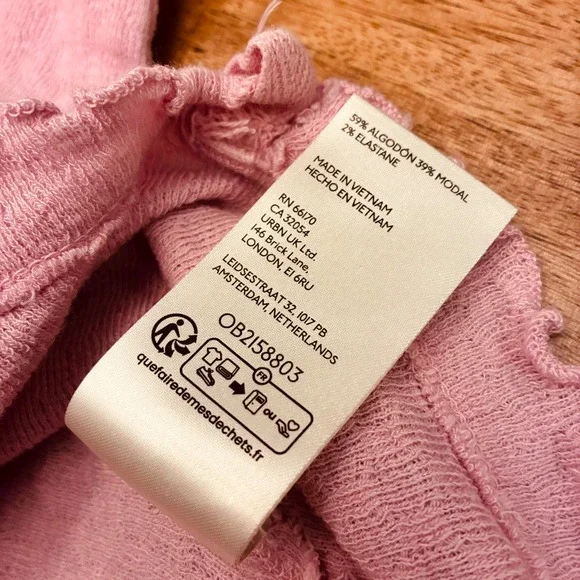 59% ALGODÓN 39% MODAL
2% ELASTANE
MADE IN VIETNAM
HECHO EN VIETNAM
RN 66170
CA 32054
URBN UK Ltd.
146 Brick Lane,
LONDON, E1 6RU
LEIDSESTRAAT 32, 1017 PB
AMSTERDAM, NETHERLANDS
OB2158803
FR
ou
quefairedemesdechets.fr